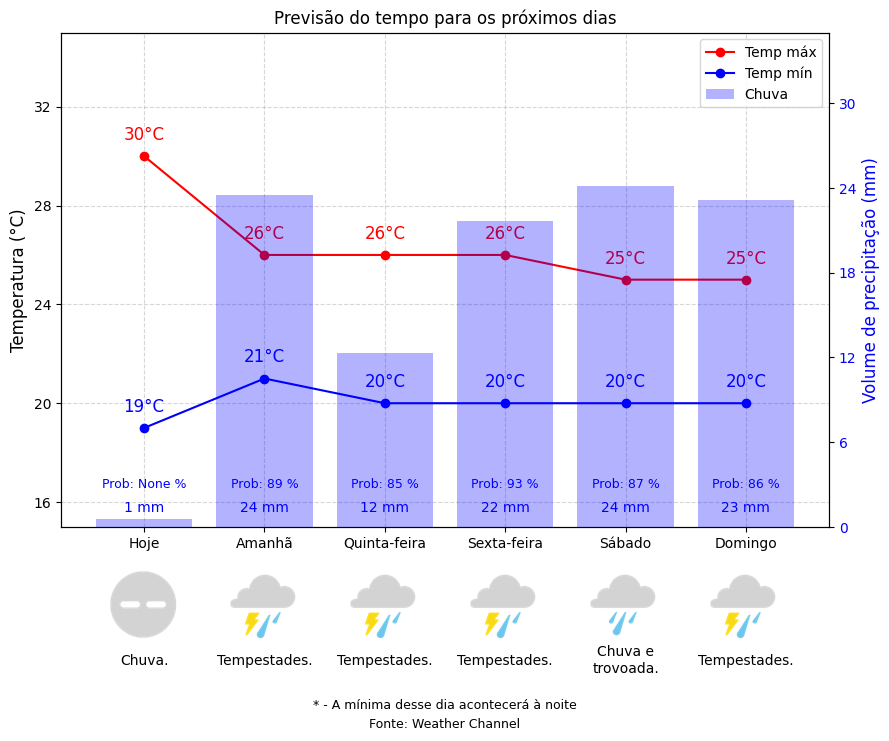 Previsão do tempo para os próximos dias
Temp máx
Temp mín
Chuva
Temperatura (°C)
Volume de precipitação (mm)
32
28
24
20
16
30
24
18
12
6
0
30°C
26°C
26°C
26°C
25°C
25°C
19°C
21°C
20°C
20°C
20°C
20°C
Prob: None %
Prob: 89 %
Prob: 85 %
Prob: 93 %
Prob: 87 %
Prob: 86 %
1 mm
24 mm
12 mm
22 mm
24 mm
23 mm
Hoje
Amanhã
Quinta-feira
Sexta-feira
Sábado
Domingo
Chuva.
Tempestades.
Tempestades.
Tempestades.
Chuva e
trovoada.
Tempestades.
* - A mínima desse dia acontecerá à noite
Fonte: Weather Channel